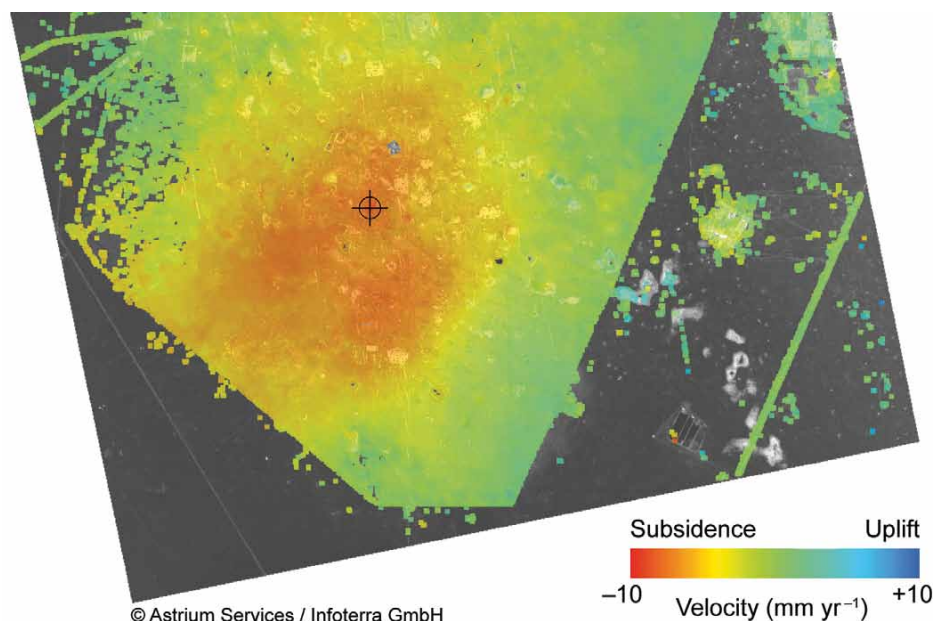 Subsidence Uplift
–10 +10
Velocity (mm yr⁻¹)
© Astrium Services / Infoterra GmbH